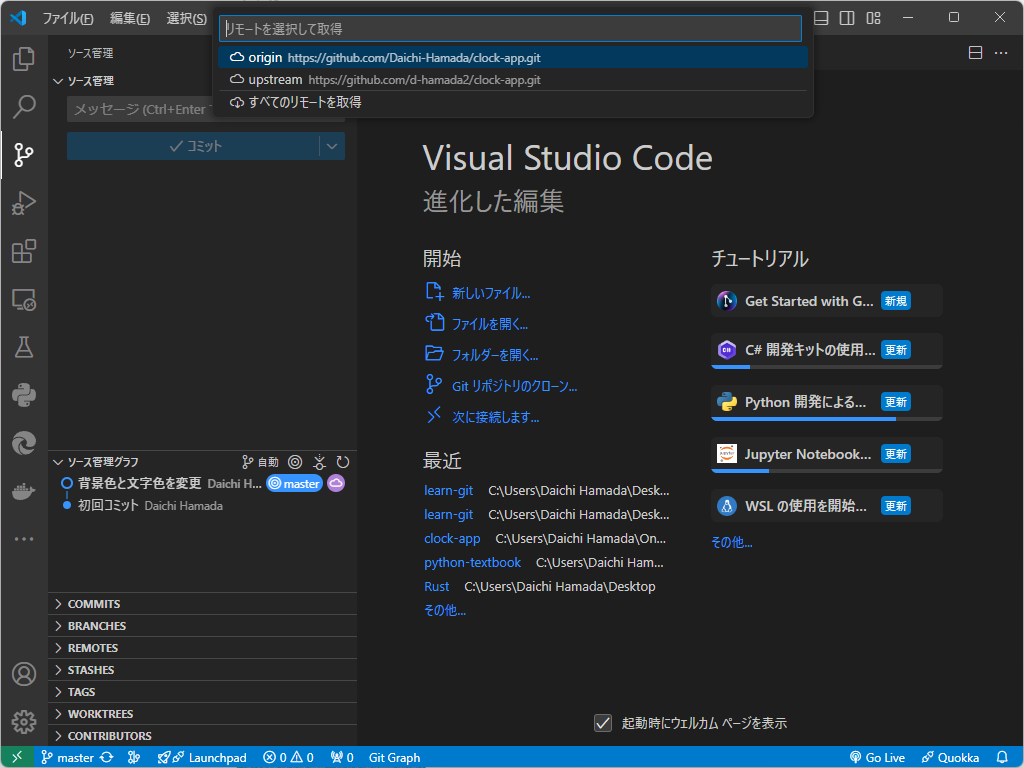 ファイル(F) 編集(E) 選択(S)
リモートを選択して取得
origin https://github.com/Daichi-Hamada/clock-app.git
upstream https://github.com/d-hamada2/clock-app.git
すべてのリモートを取得
ソース管理
ソース管理
メッセージ (Ctrl+Enter
コミット
ソース管理グラフ 自動
背景色と文字色を変更 Daichi H... master
初回コミット Daichi Hamada
COMMITS
BRANCHES
REMOTES
STASHES
TAGS
WORKTREES
CONTRIBUTORS
Visual Studio Code
進化した編集
開始
新しいファイル...
ファイルを開く...
フォルダーを開く...
Git リポジトリのクローン...
次に接続します...
最近
learn-git C:\Users\Daichi Hamada\Desk...
learn-git C:\Users\Daichi Hamada\Desk...
clock-app C:\Users\Daichi Hamada\On...
python-textbook C:\Users\Daichi Ham...
Rust C:\Users\Daichi Hamada\Desktop
その他...
チュートリアル
Get Started with G... 新規
C# 開発キットの使用... 更新
Python 開発による... 更新
Jupyter Notebook... 更新
WSL の使用を開始... 更新
その他...
起動時にウェルカム ページを表示
master Launchpad 0 0 0 Git Graph Go Live Quokka